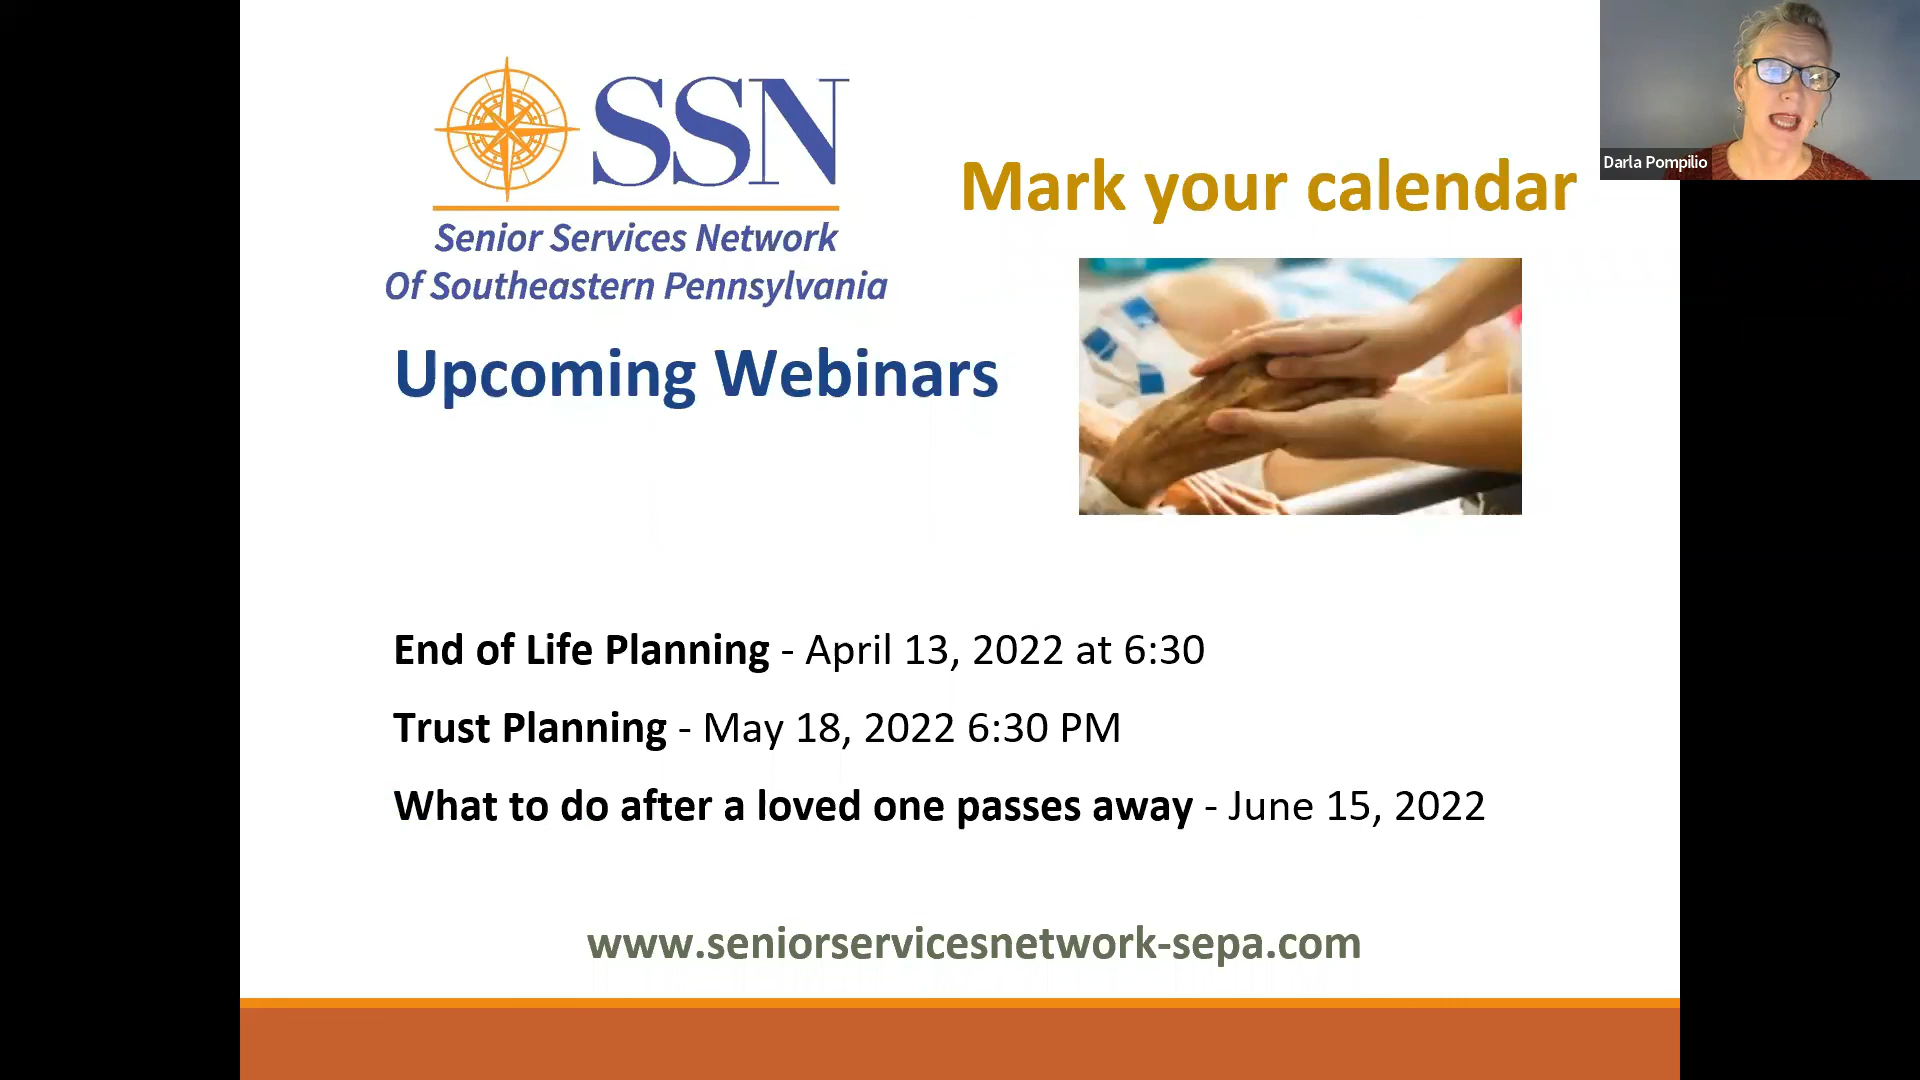 SSN
Senior Services Network
Of Southeastern Pennsylvania
Mark your calendar
Darla Pompilio
Upcoming Webinars
End of Life Planning - April 13, 2022 at 6:30
Trust Planning - May 18, 2022 6:30 PM
What to do after a loved one passes away - June 15, 2022
www.seniorservicesnetwork-sepa.com